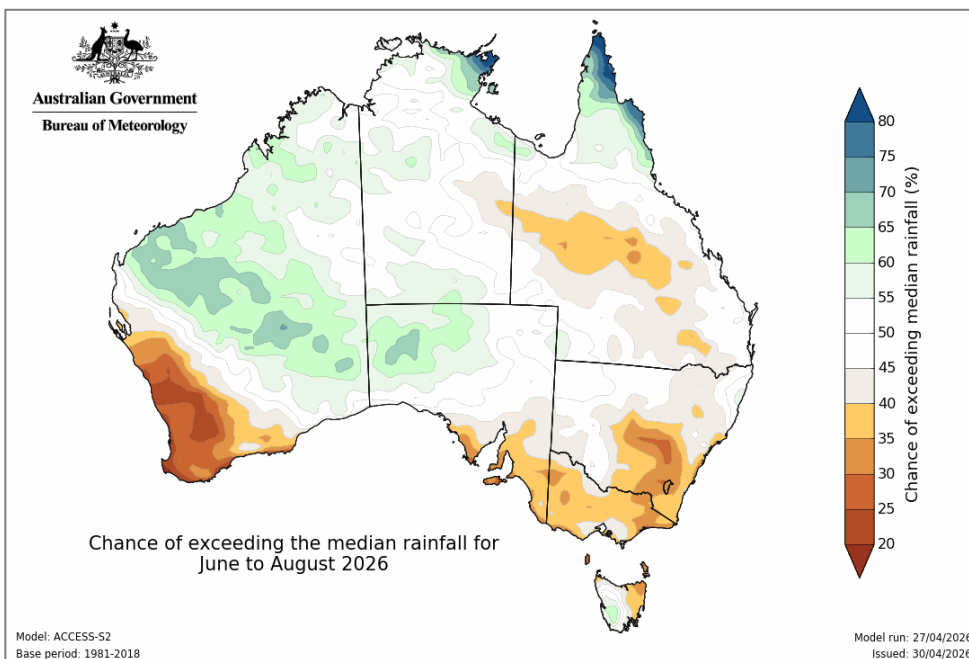 Australian Government
Bureau of Meteorology
80
75
70
65
60
55
50
45
40
35
30
25
20
Chance of exceeding median rainfall (%)
Chance of exceeding the median rainfall for
June to August 2026
Model: ACCESS-S2
Base period: 1981-2018
Model run: 27/04/2026
Issued: 30/04/2026